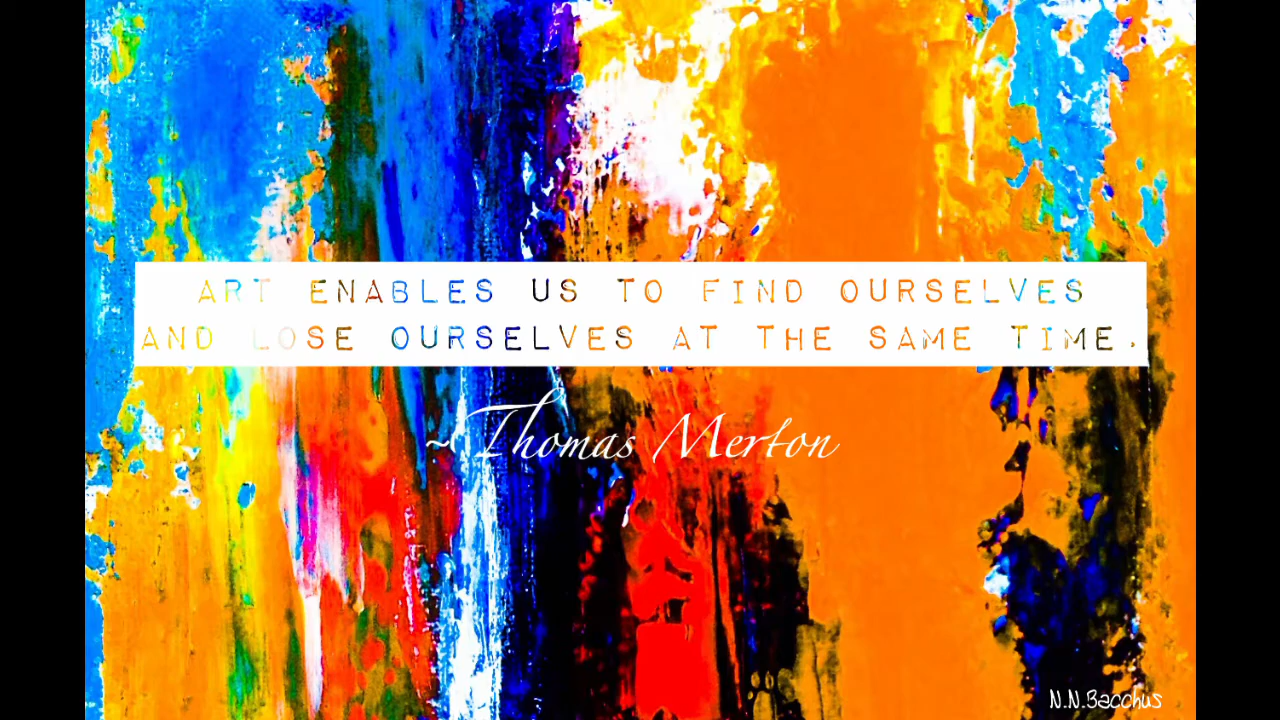 ART ENABLES US TO FIND OURSELVES
AND LOSE OURSELVES AT THE SAME TIME.
~ Thomas Merton
N.N.Bacchus